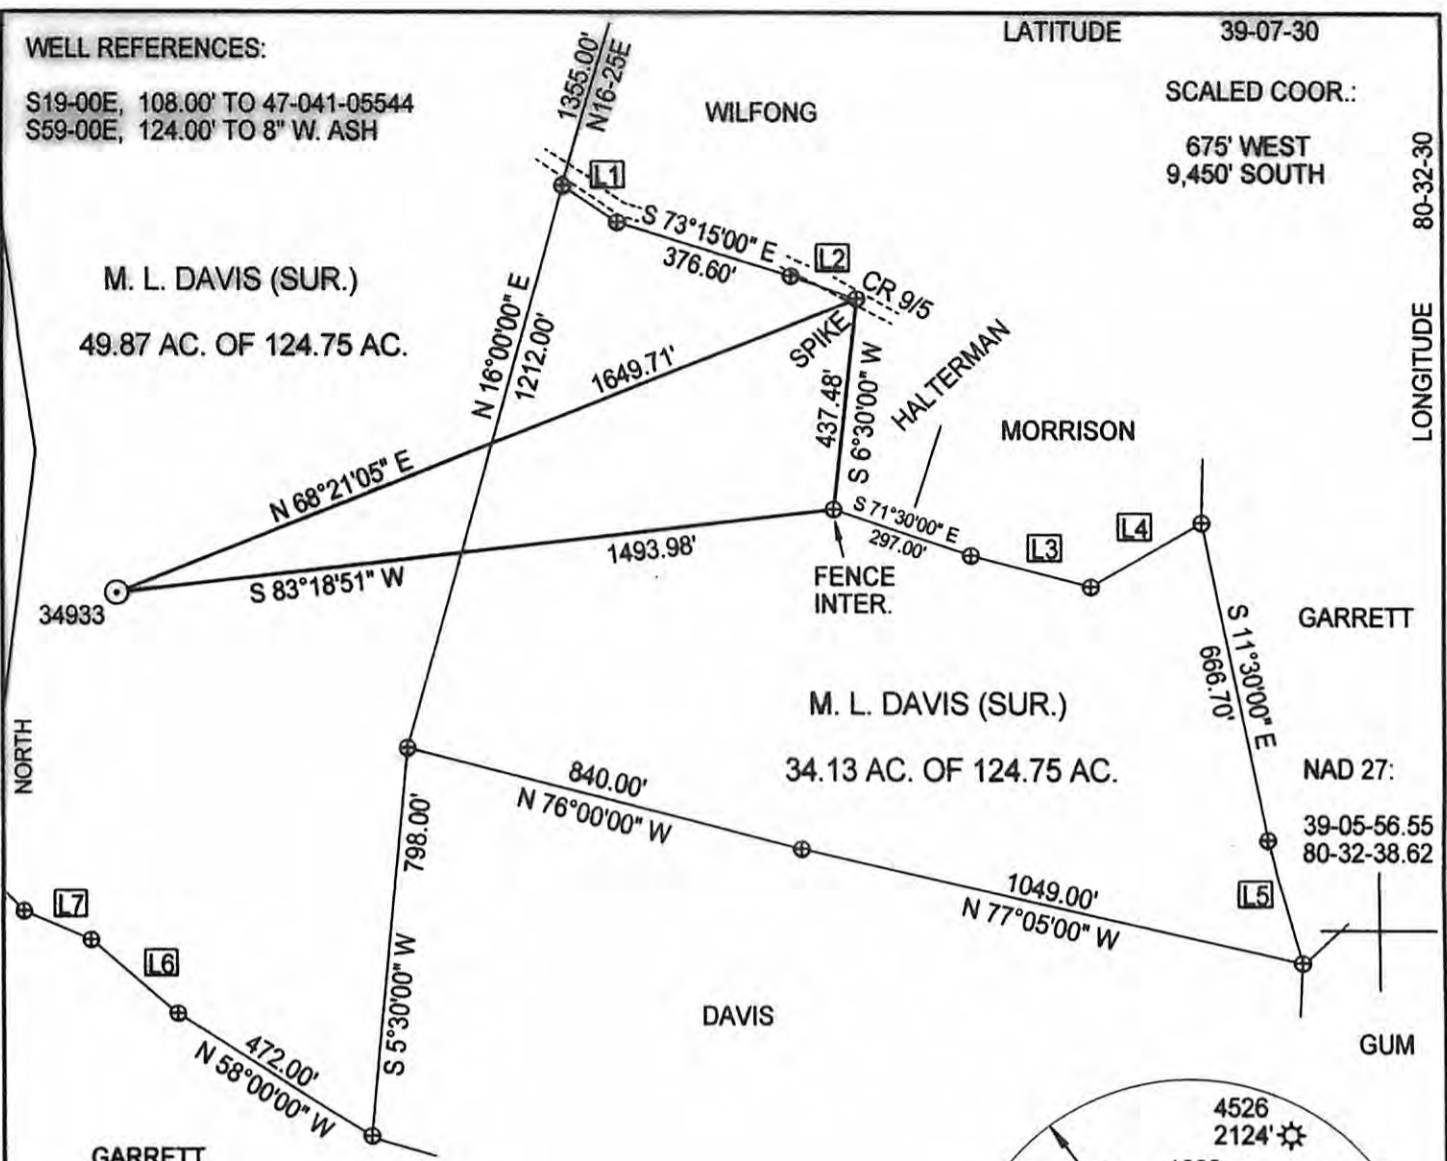 LATITUDE 39-07-30
WELL REFERENCES:
S19-00E, 108.00' TO 47-041-05544
S59-00E, 124.00' TO 8" W. ASH
1355.00'
N16-25E
WILFONG
SCALED COOR.:
675' WEST
9,450' SOUTH
LONGITUDE 80-32-30
L1
S 73°15'00" E
376.60'
L2
CR 9/5
SPIKE
M. L. DAVIS (SUR.)
49.87 AC. OF 124.75 AC.
N 16°00'00" E
1212.00'
1649.71'
N 68°21'05" E
437.48'
S 6°30'00" W
HALTERMAN
MORRISON
S 71°30'00" E
297.00'
L3
L4
1493.98'
S 83°18'51" W
FENCE
INTER.
34933
GARRETT
S 11°30'00" E
666.70'
M. L. DAVIS (SUR.)
34.13 AC. OF 124.75 AC.
NORTH
NAD 27:
39-05-56.55
80-32-38.62
840.00'
N 76°00'00" W
798.00'
S 5°30'00" W
1049.00'
N 77°05'00" W
L5
L7
L6
472.00'
N 58°00'00" W
DAVIS
GUM
4526
2124'
GARRETT